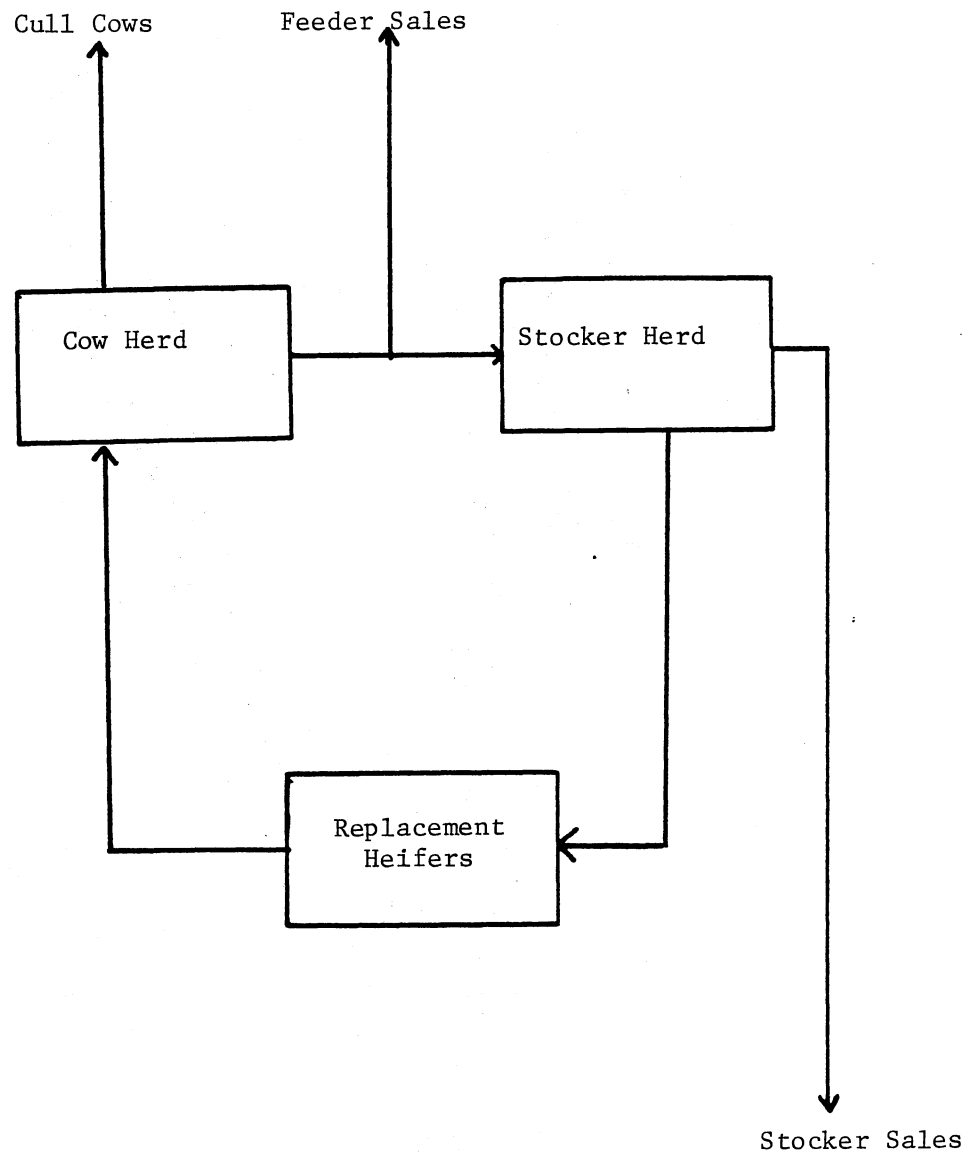 Cull Cows
Feeder Sales
Cow Herd
Stocker Herd
Replacement
Heifers
Stocker Sales